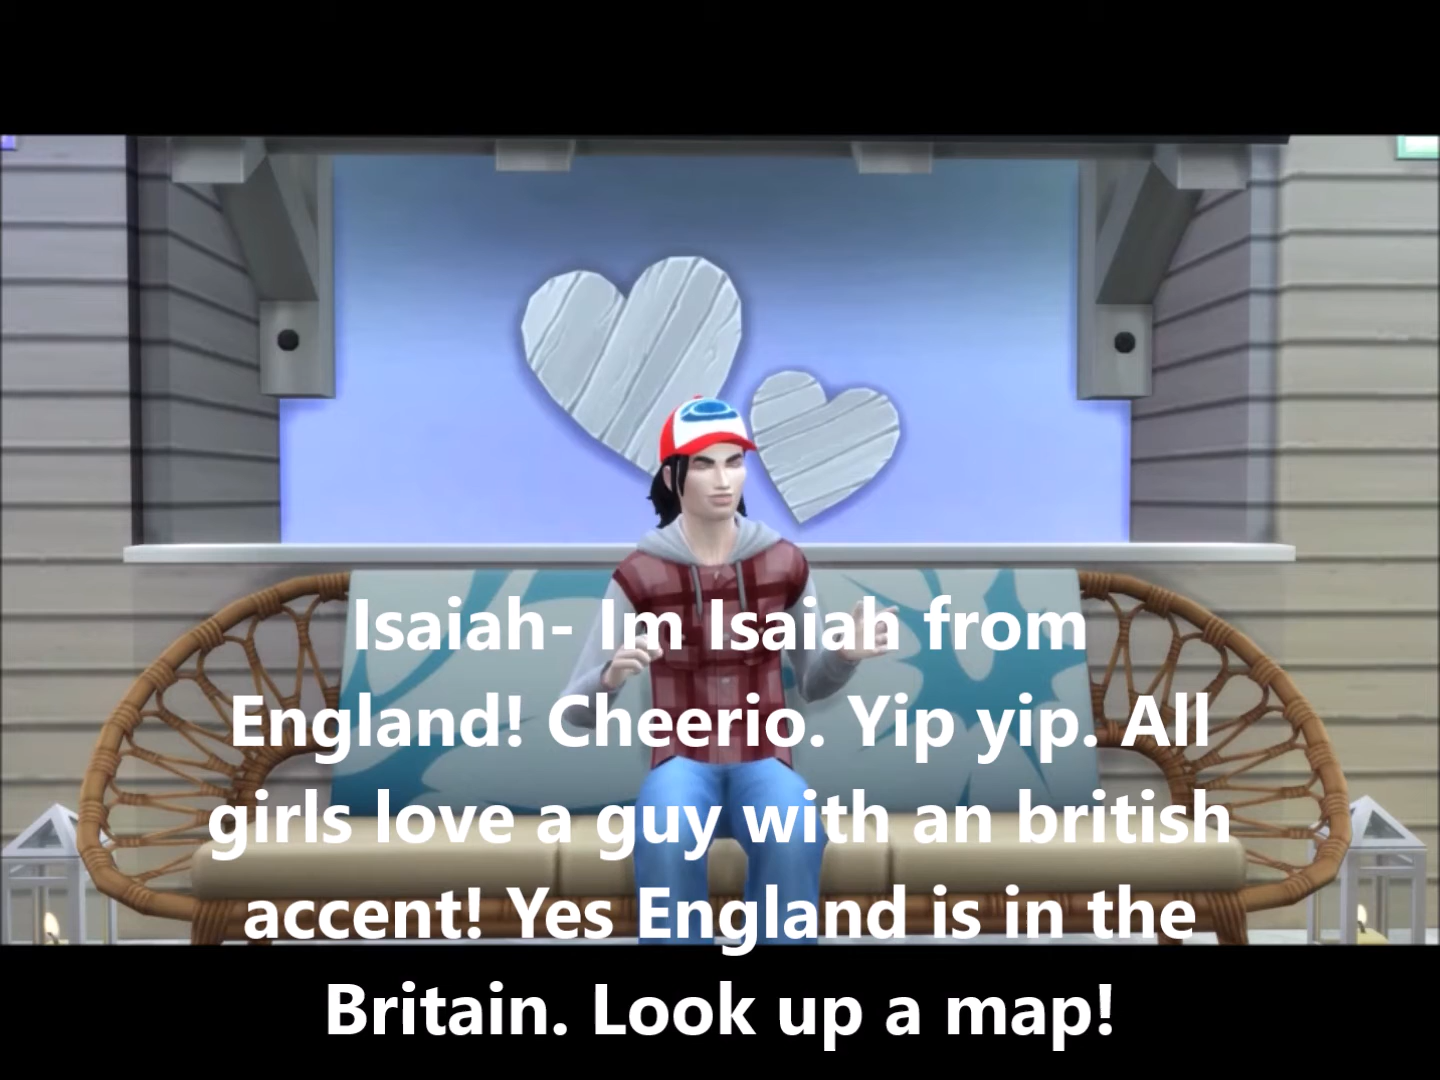 Isaiah- Im Isaiah from
England! Cheerio. Yip yip. All
girls love a guy with an british
accent! Yes England is in the
Britain. Look up a map!